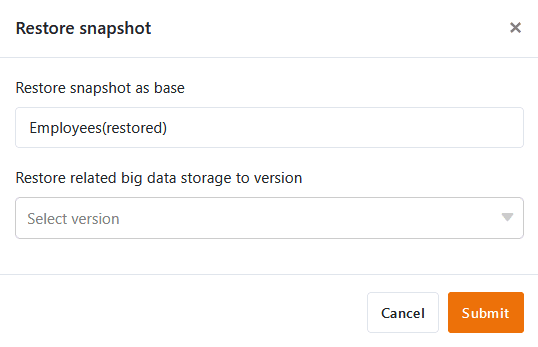 Restore snapshot
Restore snapshot as base
Employees(restored)
Restore related big data storage to version
Select version
Cancel
Submit